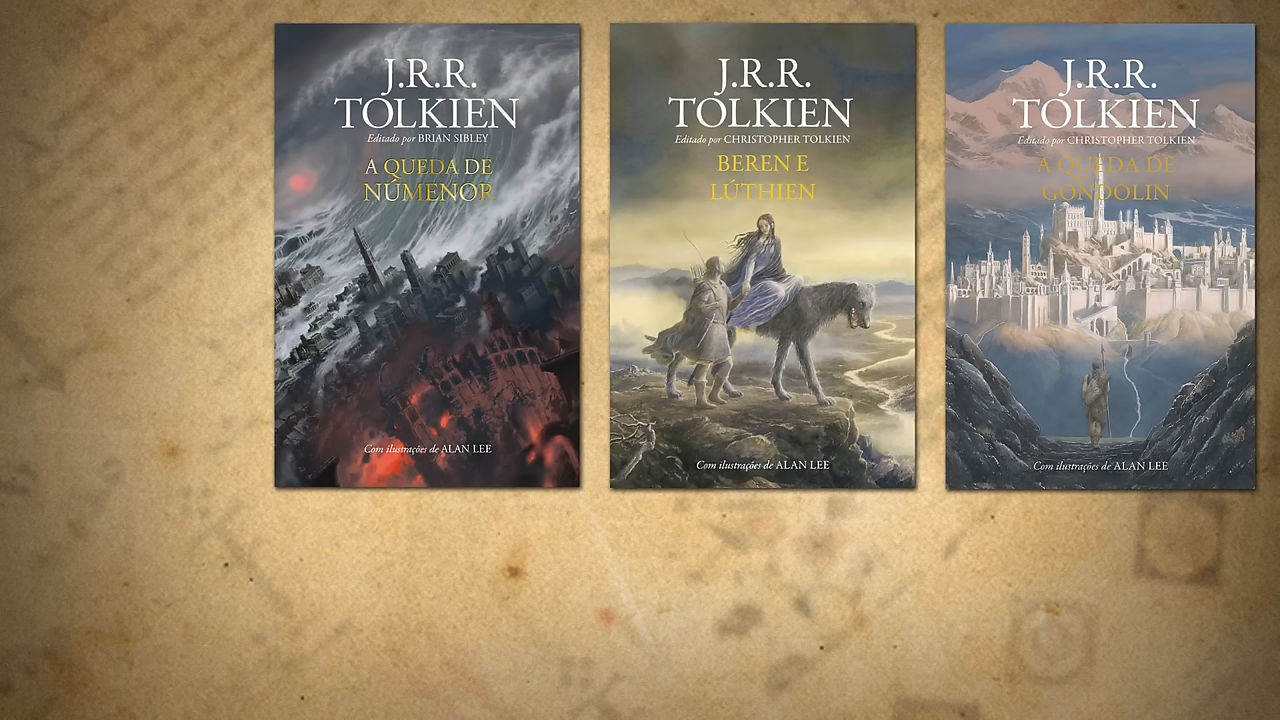 J.R.R.
TOLKIEN
Editado por BRIAN SIBLEY
A QUEDA DE
NÚMENOR
Com ilustrações de ALAN LEE
J.R.R.
TOLKIEN
Editado por CHRISTOPHER TOLKIEN
BEREN E
LÚTHIEN
Com ilustrações de ALAN LEE
J.R.R.
TOLKIEN
Editado por CHRISTOPHER TOLKIEN
A QUEDA DE
GONDOLIN
Com ilustrações de ALAN LEE